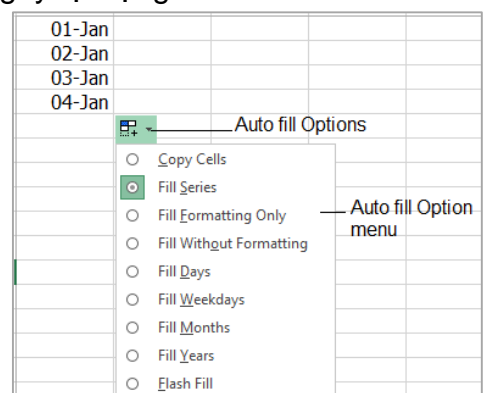 01-Jan
02-Jan
03-Jan
04-Jan
Auto fill Options
Copy Cells
Fill Series
Fill Formatting Only
Auto fill Option
menu
Fill Without Formatting
Fill Days
Fill Weekdays
Fill Months
Fill Years
Flash Fill